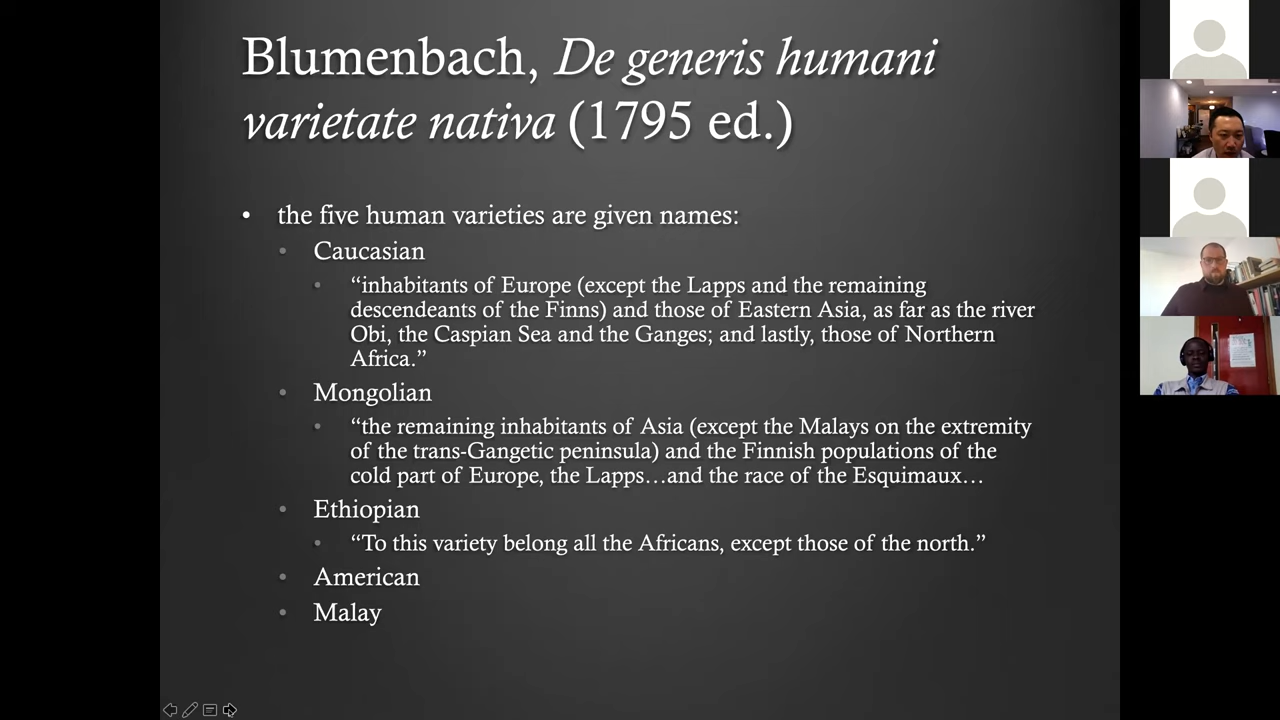 Blumenbach, De generis humani
varietate nativa (1795 ed.)
• the five human varieties are given names:
• Caucasian
• “inhabitants of Europe (except the Lapps and the remaining
descendeants of the Finns) and those of Eastern Asia, as far as the river
Obi, the Caspian Sea and the Ganges; and lastly, those of Northern
Africa.”
• Mongolian
• “the remaining inhabitants of Asia (except the Malays on the extremity
of the trans-Gangetic peninsula) and the Finnish populations of the
cold part of Europe, the Lapps…and the race of the Esquimaux…
• Ethiopian
• “To this variety belong all the Africans, except those of the north.”
• American
• Malay